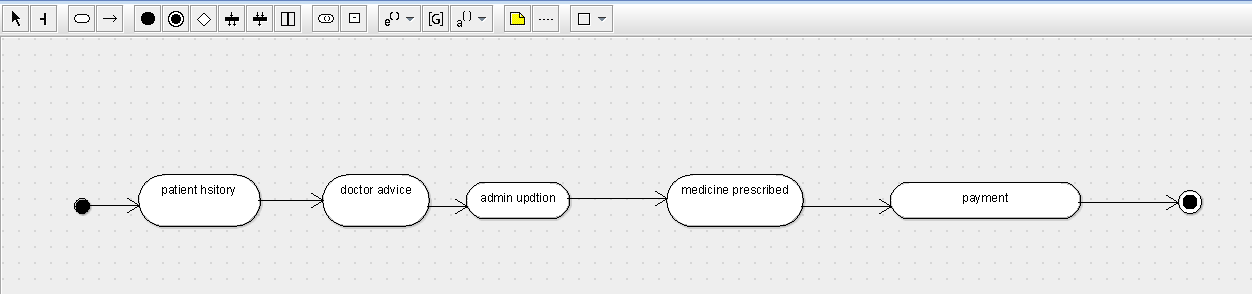 e()
[G]
a()
patient hsitory
doctor advice
admin updtion
medicine prescribed
payment